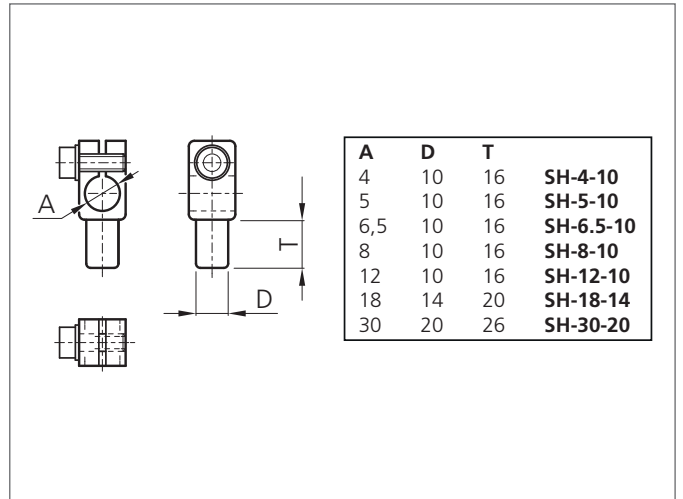 A
T
D
A D T
4 10 16 SH-4-10
5 10 16 SH-5-10
6,5 10 16 SH-6.5-10
8 10 16 SH-8-10
12 10 16 SH-12-10
18 14 20 SH-18-14
30 20 26 SH-30-20